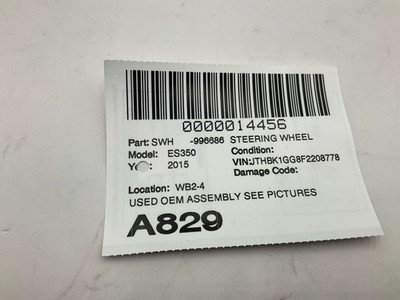 0000014456
Part: SWH -996686 STEERING WHEEL
Model: ES350 Condition:
VIN:JTHBK1GG8F2208778
2015 Damage Code:
Location: WB2-4
USED OEM ASSEMBLY SEE PICTURES
A829